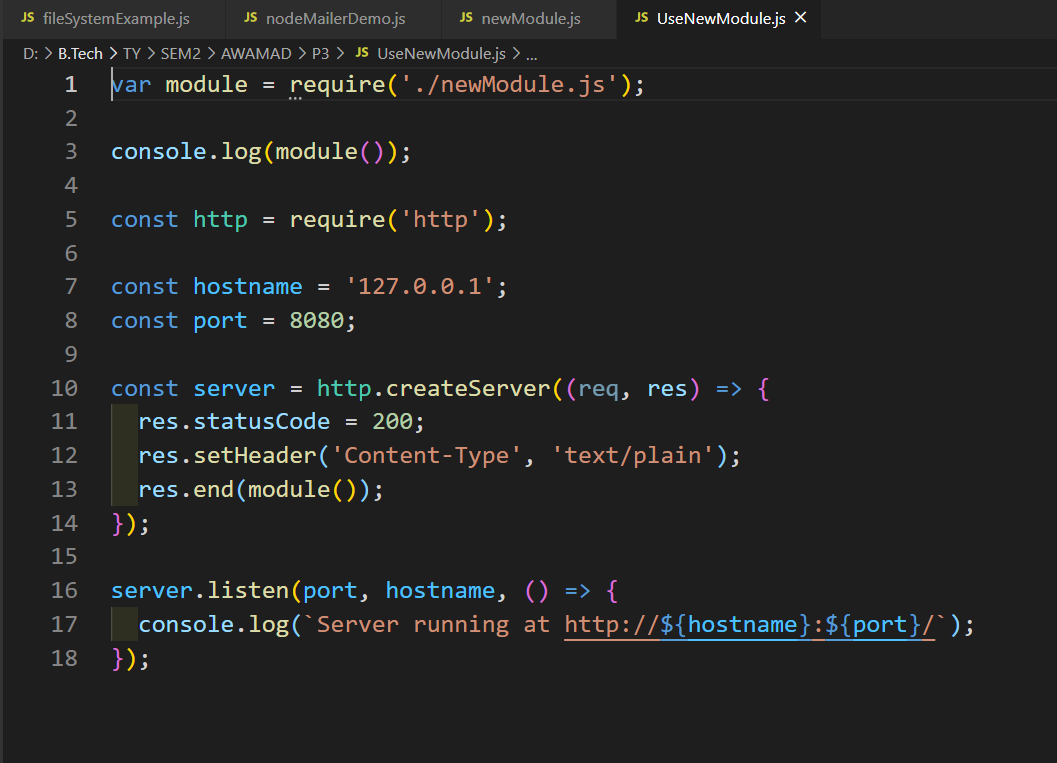 JS fileSystemExample.js JS nodeMailerDemo.js JS newModule.js JS UseNewModule.js ×
D: > B.Tech > TY > SEM2 > AWAMAD > P3 > JS UseNewModule.js > ...
1 var module = require('./newModule.js');
2
3 console.log(module());
4
5 const http = require('http');
6
7 const hostname = '127.0.0.1';
8 const port = 8080;
9
10 const server = http.createServer((req, res) => {
11   res.statusCode = 200;
12   res.setHeader('Content-Type', 'text/plain');
13   res.end(module());
14 });
15
16 server.listen(port, hostname, () => {
17   console.log(`Server running at http://${hostname}:${port}/`);
18 });